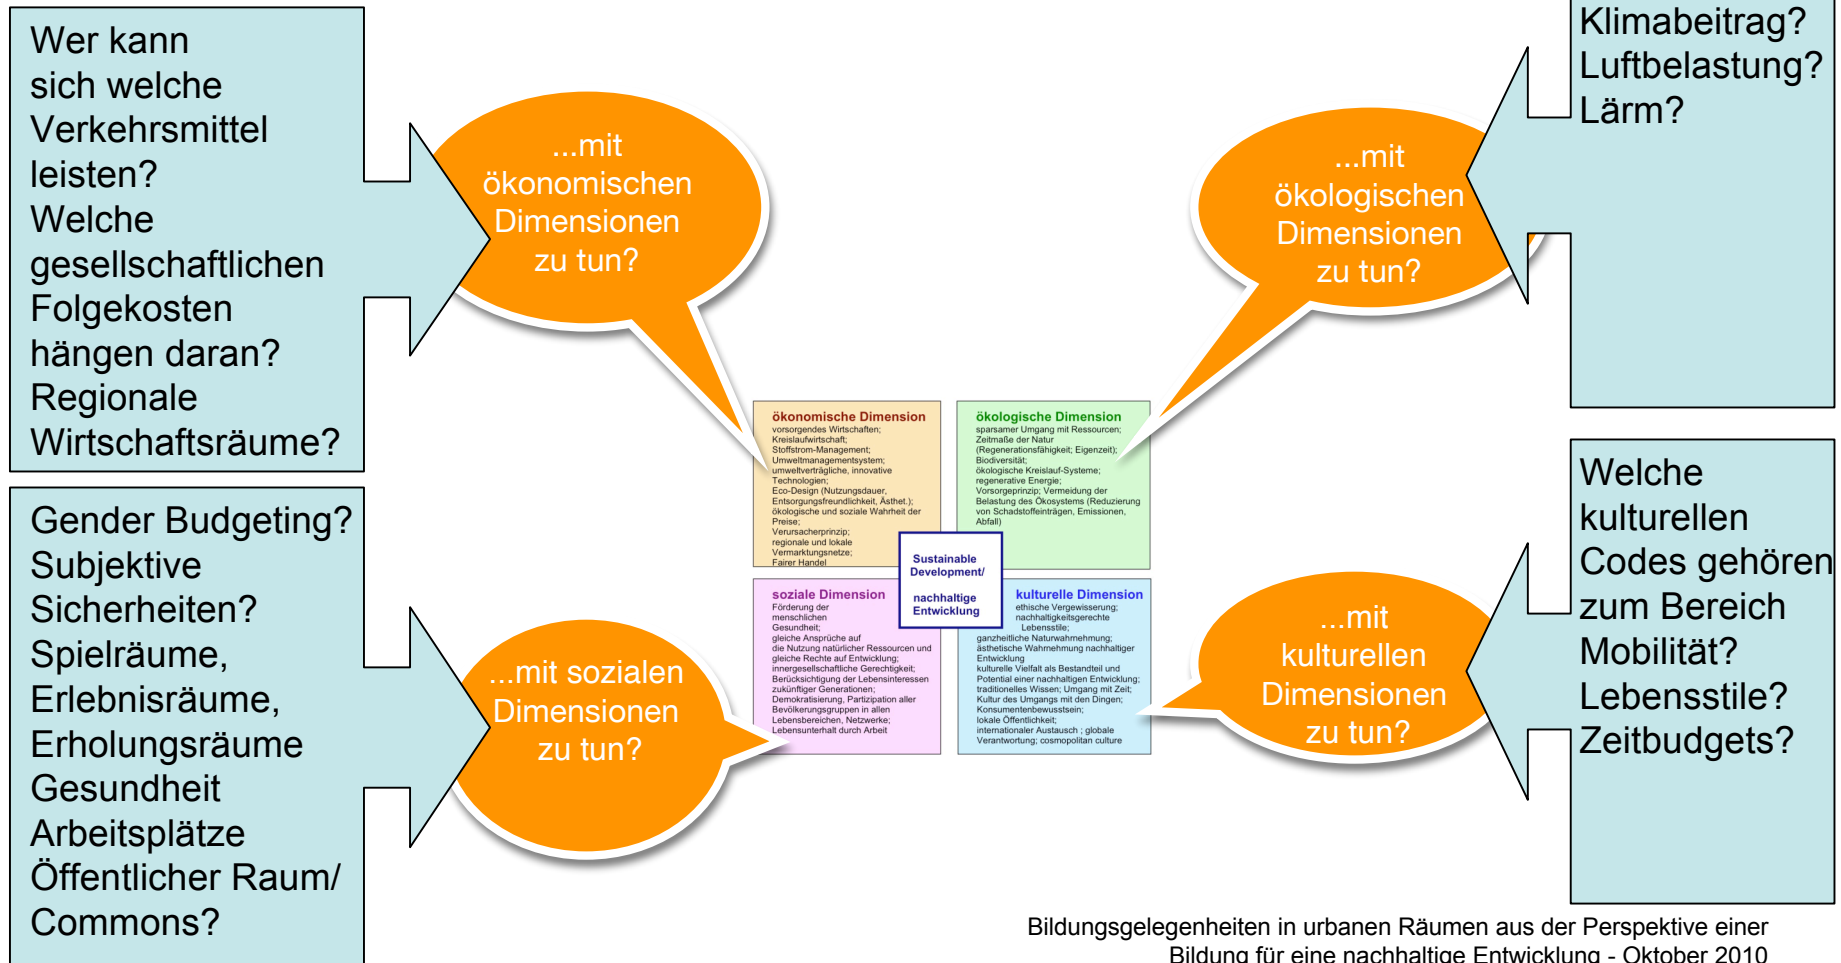 Wer kann
sich welche
Verkehrsmittel
leisten?
Welche
gesellschaftlichen
Folgekosten
hängen daran?
Regionale
Wirtschaftsräume?
...mit
ökonomischen
Dimensionen
zu tun?
...mit
ökologischen
Dimensionen
zu tun?
Klimabeitrag?
Luftbelastung?
Lärm?
ökonomische Dimension
vorsorgendes Wirtschaften;
Kreislaufwirtschaft;
Stoffstrom-Management;
Umweltmanagementsystem;
umweltverträgliche, innovative
Technologien;
Eco-Design (Nutzungsdauer,
Entsorgungsfreundlichkeit, Ästhet.);
ökologische und soziale Wahrheit der
Preise;
Verursacherprinzip;
regionale und lokale
Vermarktungsnetze;
Fairer Handel
ökologische Dimension
sparsamer Umgang mit Ressourcen;
Zeitmaße der Natur
(Regenerationsfähigkeit; Eigenzeit);
Biodiversität;
ökologische Kreislauf-Systeme;
regenerative Energie;
Vorsorgeprinzip; Vermeidung der
Belastung des Ökosystems (Reduzierung
von Schadstoffeinträgen, Emissionen,
Abfall)
Sustainable
Development/
nachhaltige
Entwicklung
soziale Dimension
Förderung der
menschlichen
Gesundheit;
gleiche Ansprüche auf
die Nutzung natürlicher Ressourcen und
gleiche Rechte auf Entwicklung;
innergesellschaftliche Gerechtigkeit;
Berücksichtigung der Lebensinteressen
zukünftiger Generationen;
Demokratisierung, Partizipation aller
Bevölkerungsgruppen in allen
Lebensbereichen, Netzwerke;
Lebensunterhalt durch Arbeit
kulturelle Dimension
ethische Vergewisserung;
nachhaltigkeitsgerechte
Lebensstile;
ganzheitliche Naturwahrnehmung;
ästhetische Wahrnehmung nachhaltiger
Entwicklung
kulturelle Vielfalt als Bestandteil und
Potential einer nachhaltigen Entwicklung;
traditionelles Wissen; Umgang mit Zeit;
Kultur des Umgangs mit den Dingen;
Konsumentenbewusstsein;
lokale Öffentlichkeit;
internationaler Austausch ; globale
Verantwortung; cosmopolitan culture
Gender Budgeting?
Subjektive
Sicherheiten?
Spielräume,
Erlebnisräume,
Erholungsräume
Gesundheit
Arbeitsplätze
Öffentlicher Raum/
Commons?
...mit sozialen
Dimensionen
zu tun?
...mit
kulturellen
Dimensionen
zu tun?
Welche
kulturellen
Codes gehören
zum Bereich
Mobilität?
Lebensstile?
Zeitbudgets?
Bildungsgelegenheiten in urbanen Räumen aus der Perspektive einer
Bildung für eine nachhaltige Entwicklung - Oktober 2010